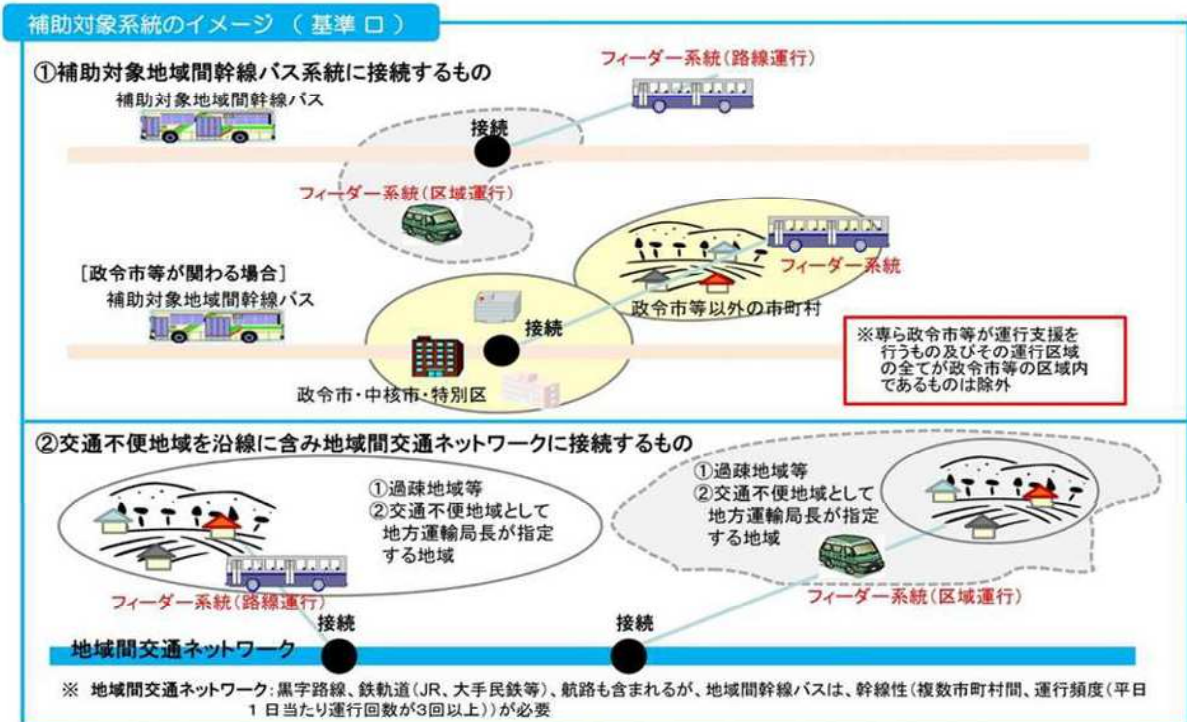 補助対象系統のイメージ （ 基準 ロ ）
①補助対象地域間幹線バス系統に接続するもの
補助対象地域間幹線バス
フィーダー系統(路線運行)
接続
フィーダー系統(区域運行)
[政令市等が関わる場合]
補助対象地域間幹線バス
フィーダー系統
政令市等以外の市町村
接続
政令市・中核市・特別区
※専ら政令市等が運行支援を
行うもの及びその運行区域
の全てが政令市等の区域内
であるものは除外
②交通不便地域を沿線に含み地域間交通ネットワークに接続するもの
①過疎地域等
②交通不便地域として
地方運輸局長が指定
する地域
フィーダー系統(路線運行)
接続
①過疎地域等
②交通不便地域として
地方運輸局長が指定
する地域
フィーダー系統(区域運行)
接続
地域間交通ネットワーク
※ 地域間交通ネットワーク:黒字路線、鉄軌道(JR、大手民鉄等)、航路も含まれるが、地域間幹線バスは、幹線性(複数市町村間、運行頻度(平日
1日当たり運行回数が3回以上))が必要